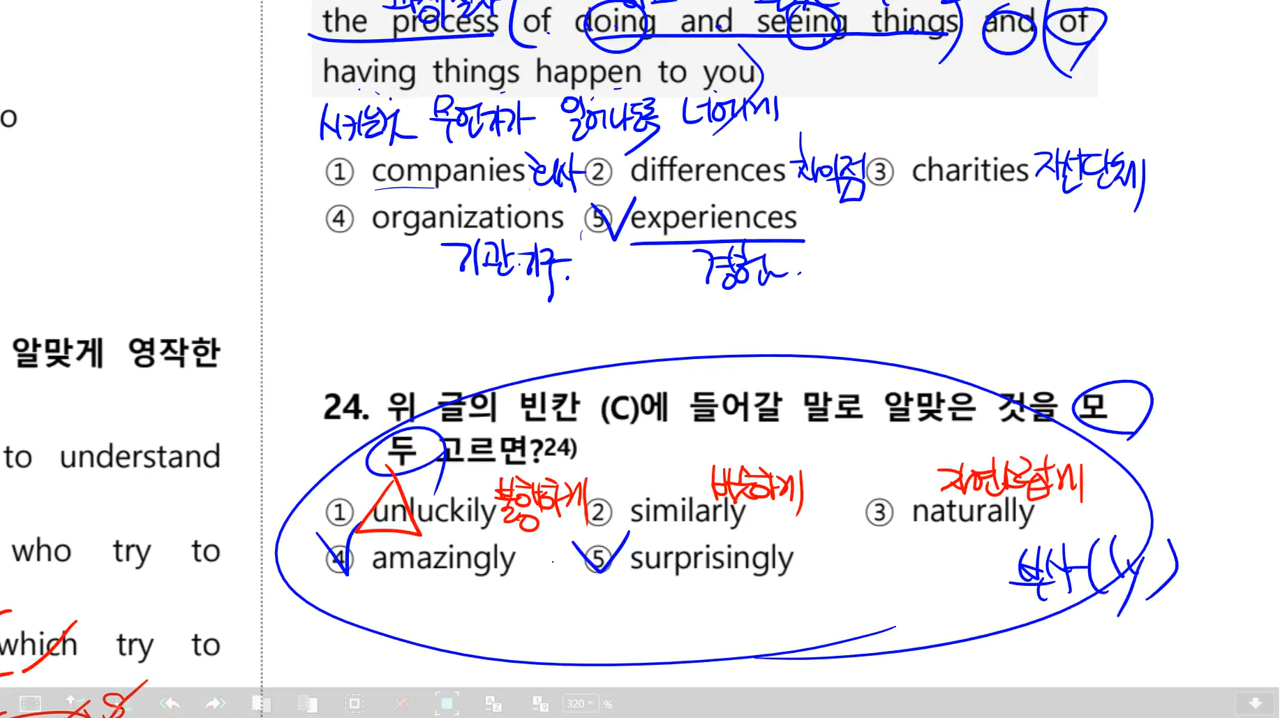 the process of doing and seeing things and of
having things happen to you
무언가가 일어나도록 너에게
① companies 회사 ② differences 차이점 ③ charities 자선단체
④ organizations ⑤ experiences
기관·기구. 경험
o
알맞게 영작한
24. 위 글의 빈칸 (C)에 들어갈 말로 알맞은 것을 모
두 고르면?24)
to understand
① unluckily 불행하게 ② similarly 비슷하게 ③ naturally 자연스럽게
who try to
④ amazingly ⑤ surprisingly
부사 (ly)
which try to
320 %